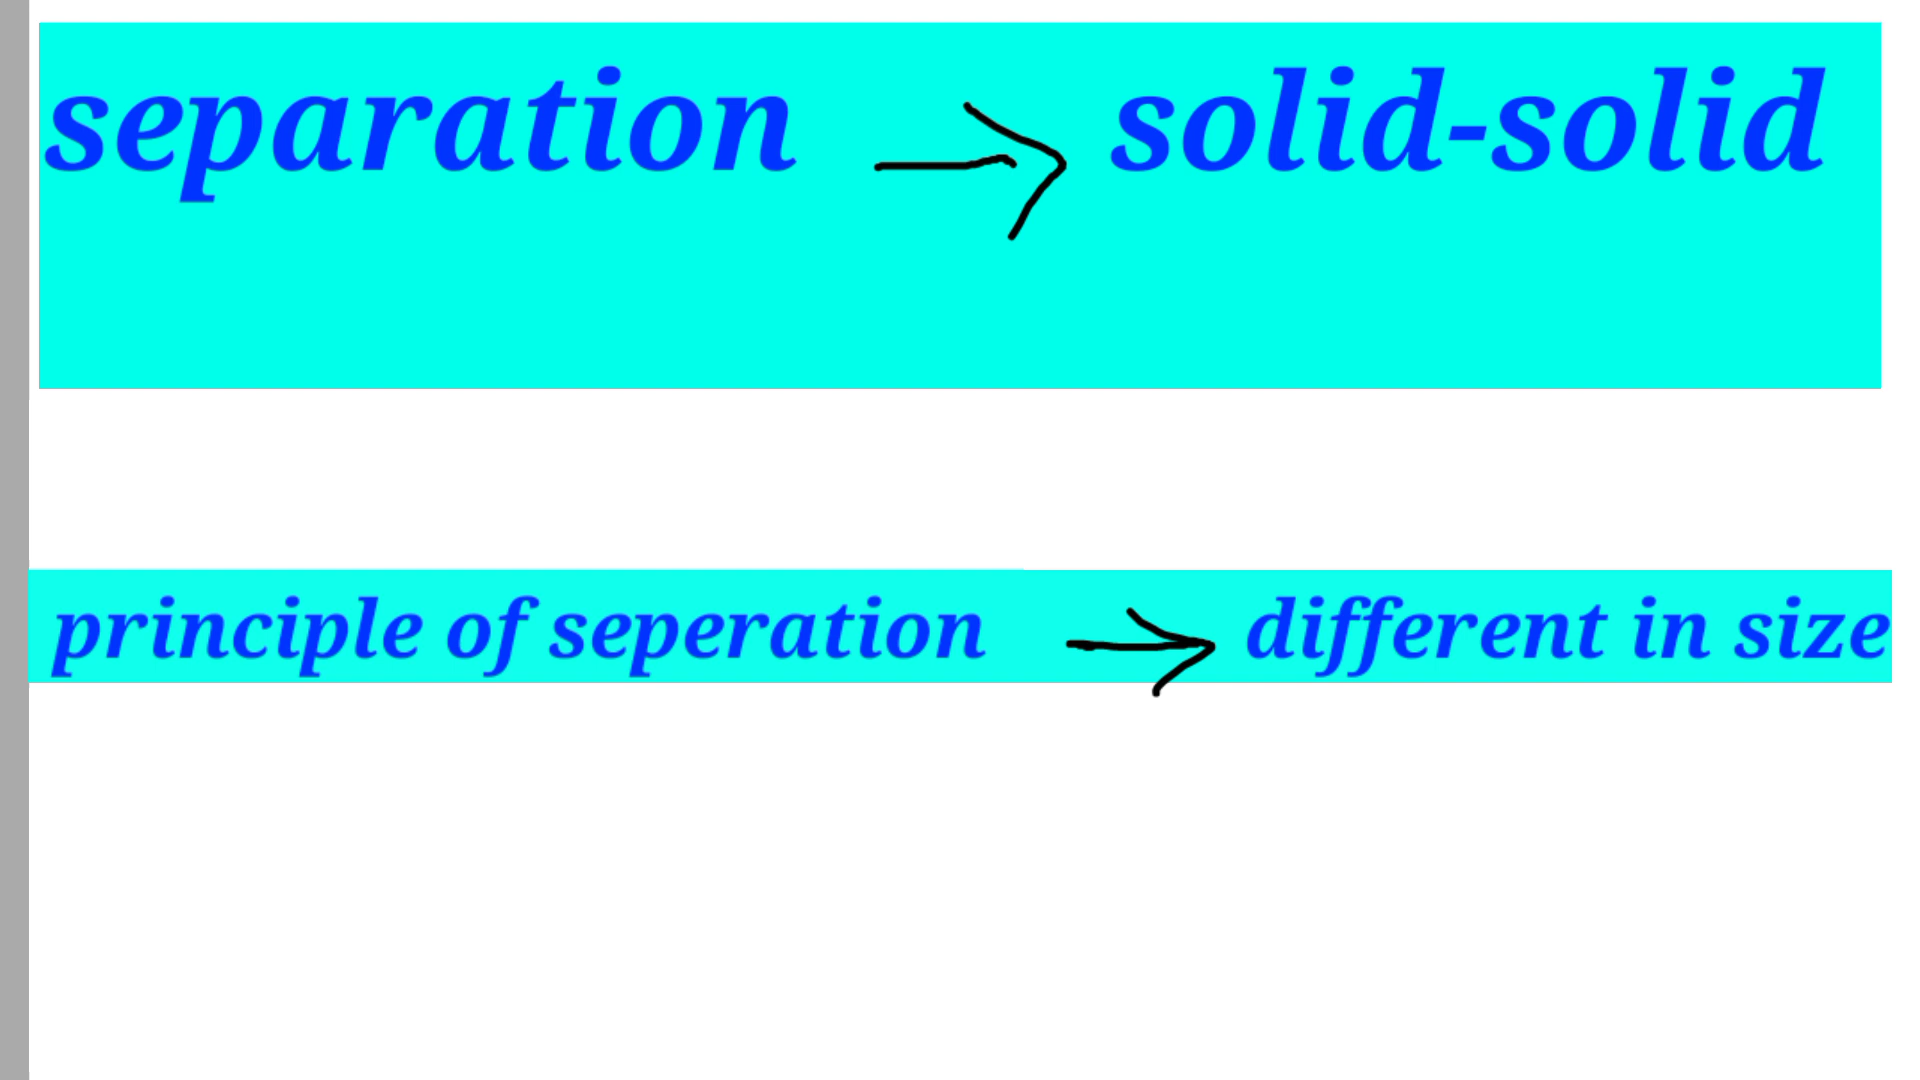 separation → solid-solid
principle of seperation → different in size